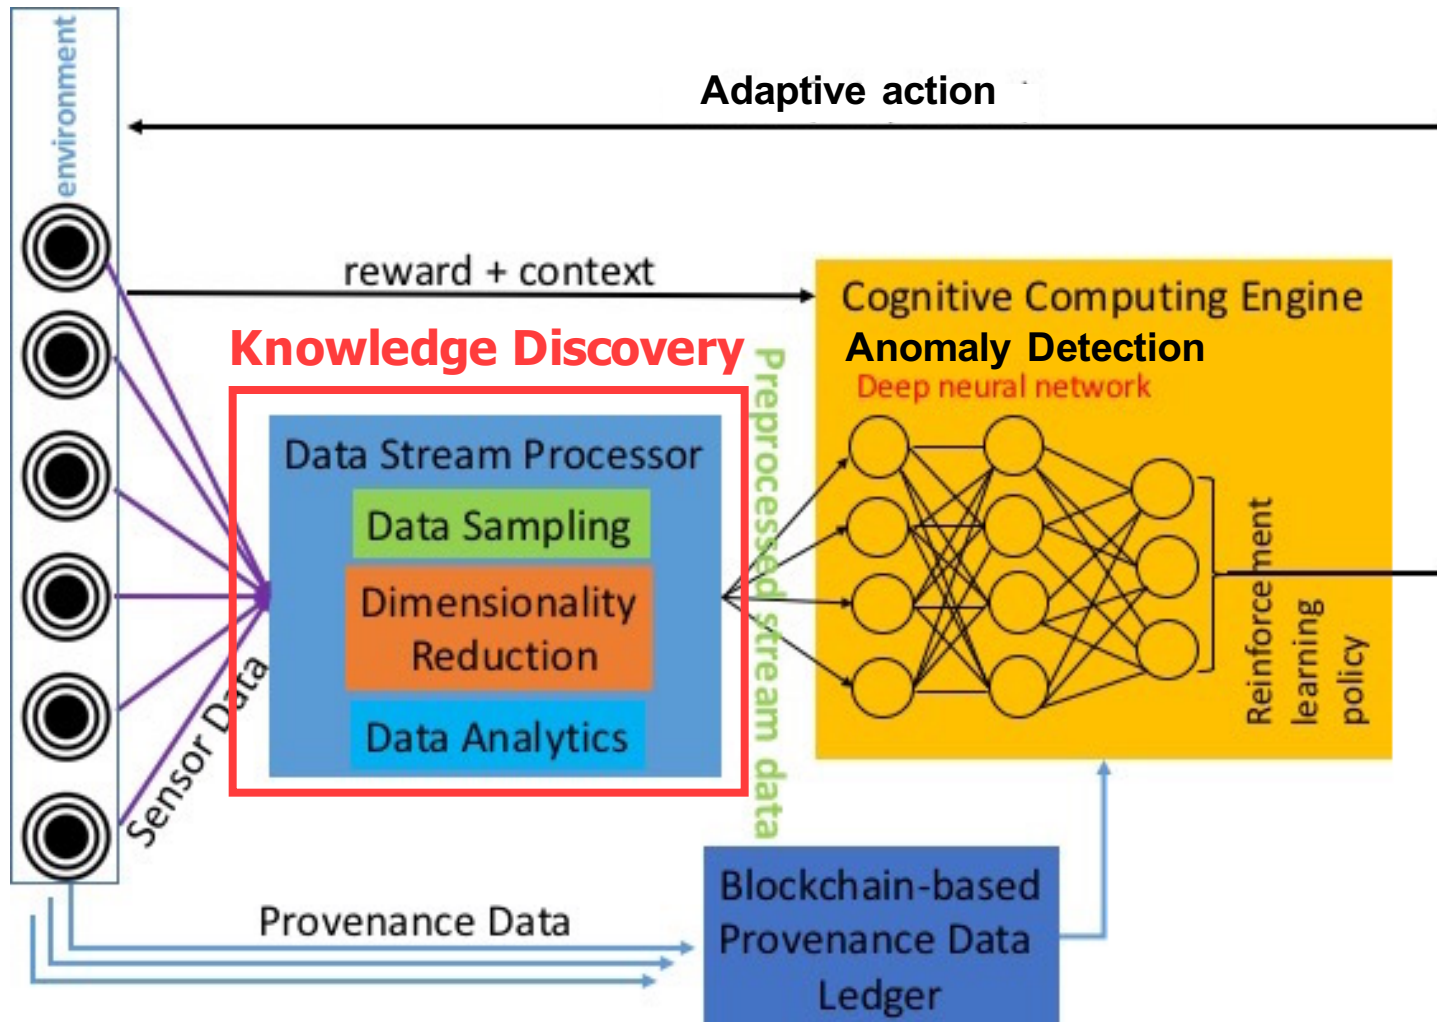 environment
Adaptive action
reward + context
Cognitive Computing Engine
Knowledge Discovery
Anomaly Detection
Deep neural network
Data Stream Processor
Data Sampling
Dimensionality
Reduction
Data Analytics
Sensor Data
Preprocessed stream data
Reinforcement
learning
policy
Provenance Data
Blockchain-based
Provenance Data
Ledger